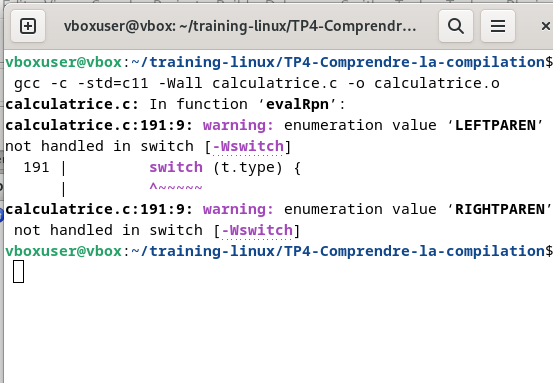 vboxuser@vbox: ~/training-linux/TP4-Comprendr…
vboxuser@vbox:~/training-linux/TP4-Comprendre-la-compilation$
gcc -c -std=c11 -Wall calculatrice.c -o calculatrice.o
calculatrice.c: In function ‘evalRpn’:
calculatrice.c:191:9: warning: enumeration value ‘LEFTPAREN’
not handled in switch [-Wswitch]
191 |         switch (t.type) {
|         ^~~~~~
calculatrice.c:191:9: warning: enumeration value ‘RIGHTPAREN’
not handled in switch [-Wswitch]
vboxuser@vbox:~/training-linux/TP4-Comprendre-la-compilation$